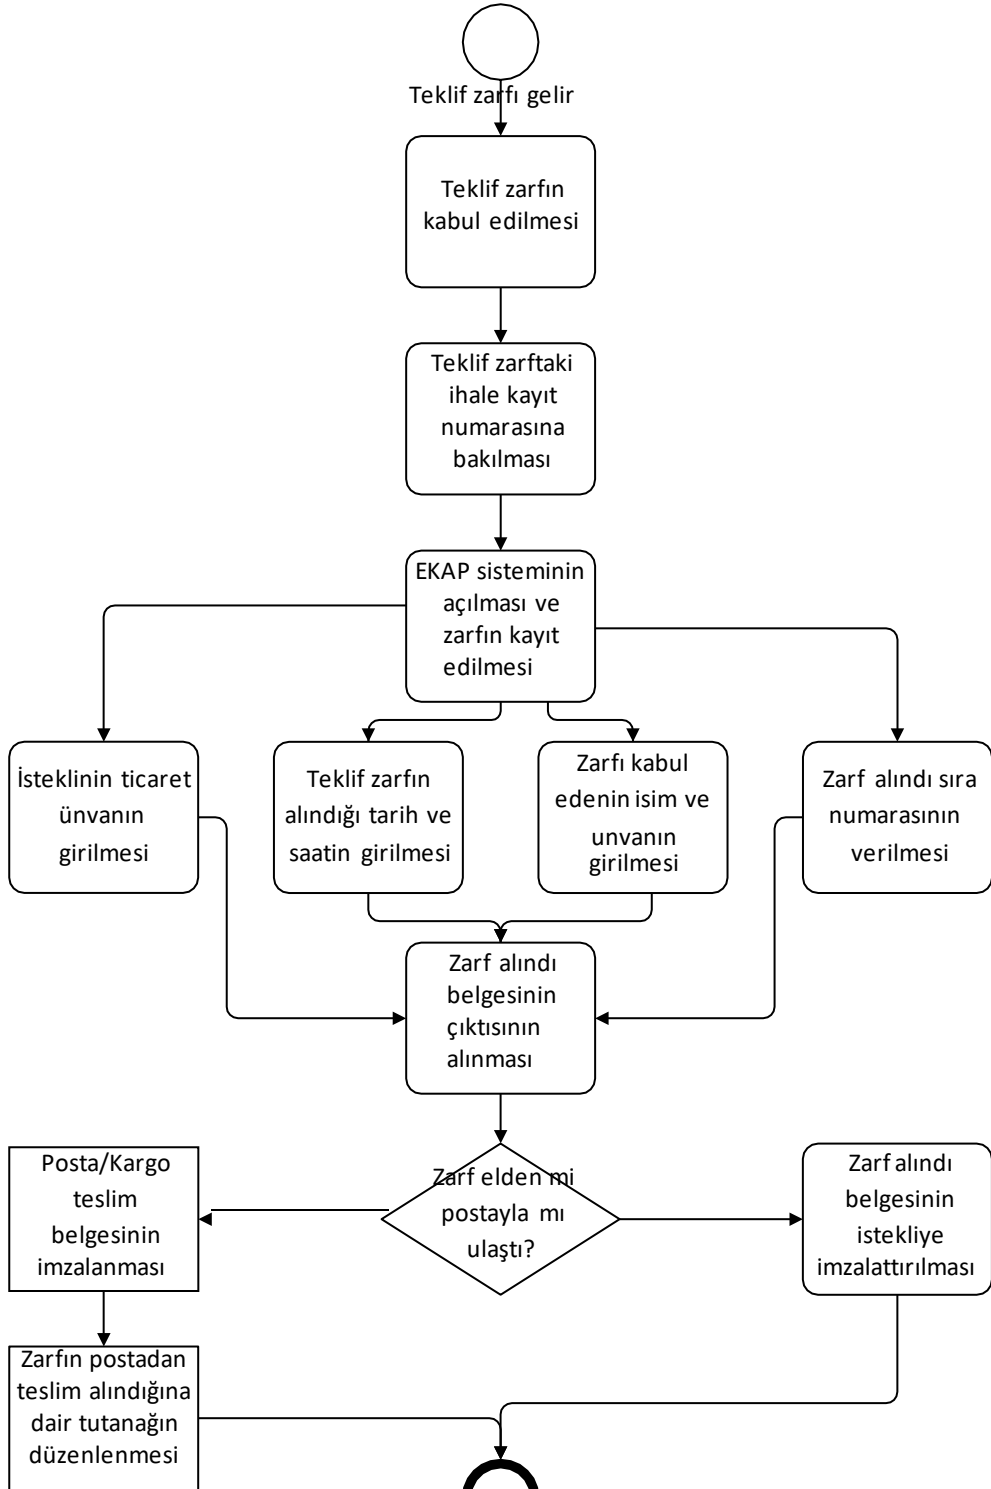 Teklif zarfı gelir
Teklif zarfın
kabul edilmesi
Teklif zarftaki
ihale kayıt
numarasına
bakılması
EKAP sisteminin
açılması ve
zarfın kayıt
edilmesi
İsteklinin ticaret
ünvanın
girilmesi
Teklif zarfın
alındığı tarih ve
saatin girilmesi
Zarfı kabul
edenin isim ve
unvanın
girilmesi
Zarf alındı sıra
numarasının
verilmesi
Zarf alındı
belgesinin
çıktısının
alınması
Zarf elden mi
postayla mı
ulaştı?
Posta/Kargo
teslim
belgesinin
imzalanması
Zarf alındı
belgesinin
istekliye
imzalattırılması
Zarfın postadan
teslim alındığına
dair tutanağın
düzenlenmesi